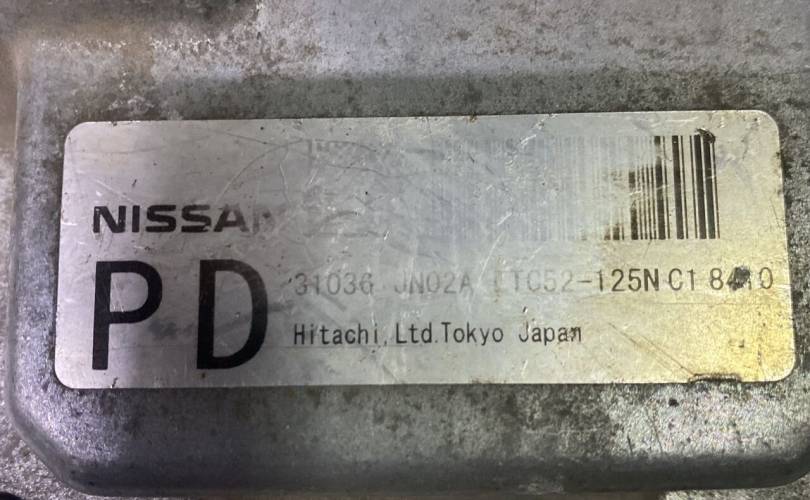 NISSAN
PD
31036 JN02A ETC52-125N C1
Hitachi,Ltd.Tokyo Japan